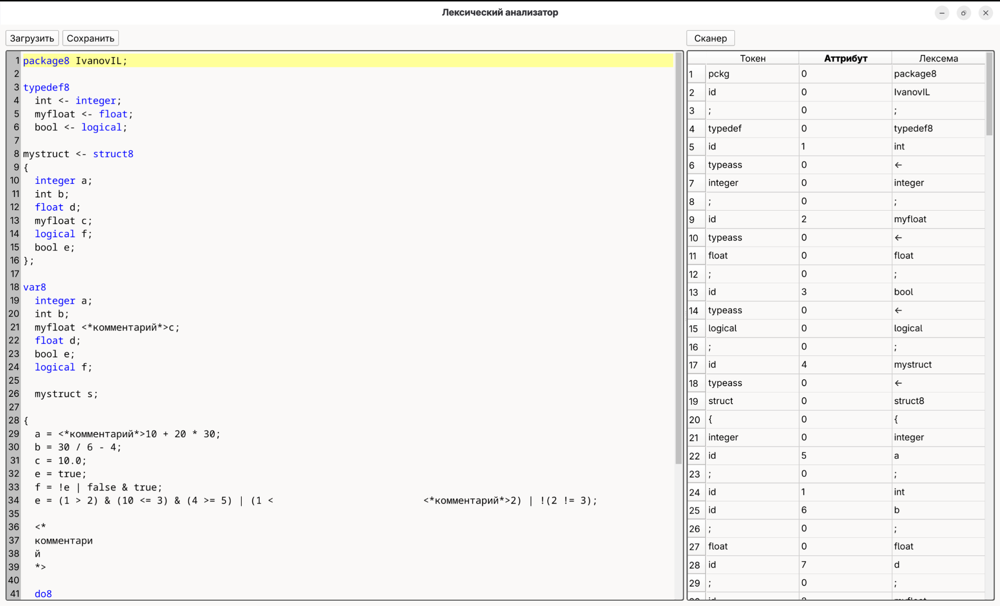 Лексический анализатор
Загрузить Сохранить
1 package8 IvanovIL;
2
3 typedef8
4 int <- integer;
5 myfloat <- float;
6 bool <- logical;
7
8 mystruct <- struct8
9 {
10 integer a;
11 int b;
12 float d;
13 myfloat c;
14 logical f;
15 bool e;
16 };
17
18 var8
19 integer a;
20 int b;
21 myfloat <*комментарий*>c;
22 float d;
23 bool e;
24 logical f;
25
26 mystruct s;
27
28 {
29 a = <*комментарий*>10 + 20 * 30;
30 b = 30 / 6 - 4;
31 c = 10.0;
32 e = true;
33 f = !e | false & true;
34 e = (1 > 2) & (10 <= 3) & (4 >= 5) | (1 < <*комментарий*>2) | !(2 != 3);
35
36 <*
37 комментари
38 й
39 *>
40
41 do8
Сканер
Токен Аттрибут Лексема
1 pckg 0 package8
2 id 0 IvanovIL
3 ; 0 ;
4 typedef 0 typedef8
5 id 1 int
6 typeass 0 <-
7 integer 0 integer
8 ; 0 ;
9 id 2 myfloat
10 typeass 0 <-
11 float 0 float
12 ; 0 ;
13 id 3 bool
14 typeass 0 <-
15 logical 0 logical
16 ; 0 ;
17 id 4 mystruct
18 typeass 0 <-
19 struct 0 struct8
20 { 0 {
21 integer 0 integer
22 id 5 a
23 ; 0 ;
24 id 1 int
25 id 6 b
26 ; 0 ;
27 float 0 float
28 id 7 d
29 ; 0 ;